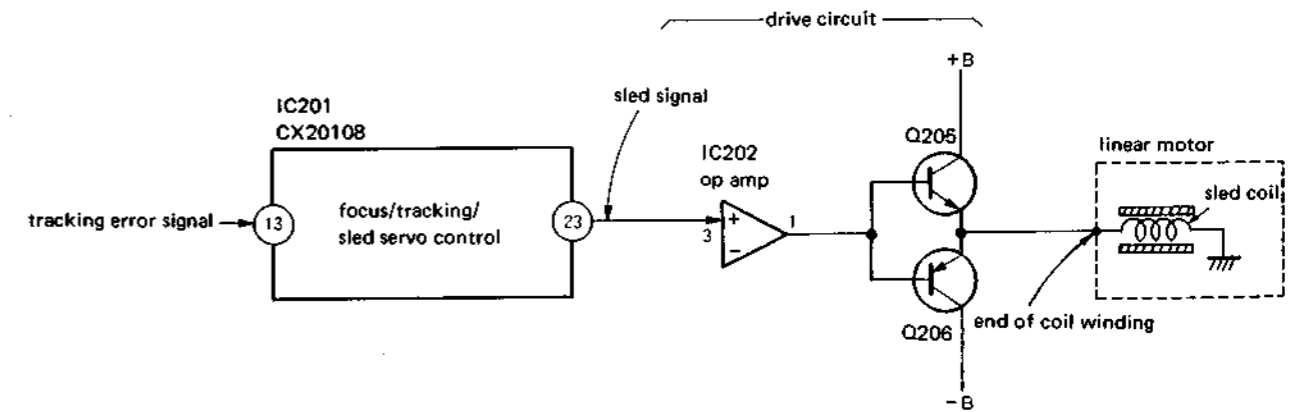 drive circuit
+B
sled signal
IC201
CX20108
Q205
IC202
op amp
linear motor
sled coil
tracking error signal
13
focus/tracking/
sled servo control
23
+
3
−
1
end of coil winding
Q206
−B